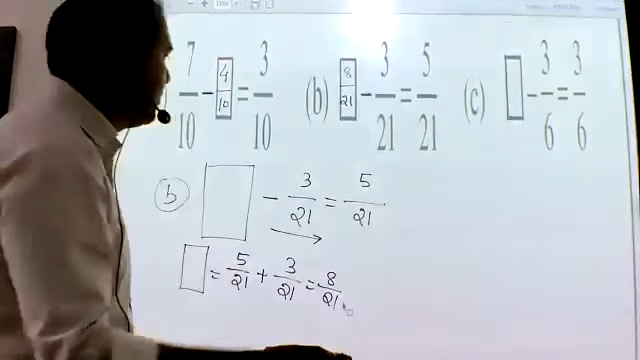 7/10 - 4/10 = 3/10 (b) 8/21 - 3/21 = 5/21 (c) □ - 3/6 = 3/6
(b) □ - 3/21 = 5/21
□ = 5/21 + 3/21 = 8/21